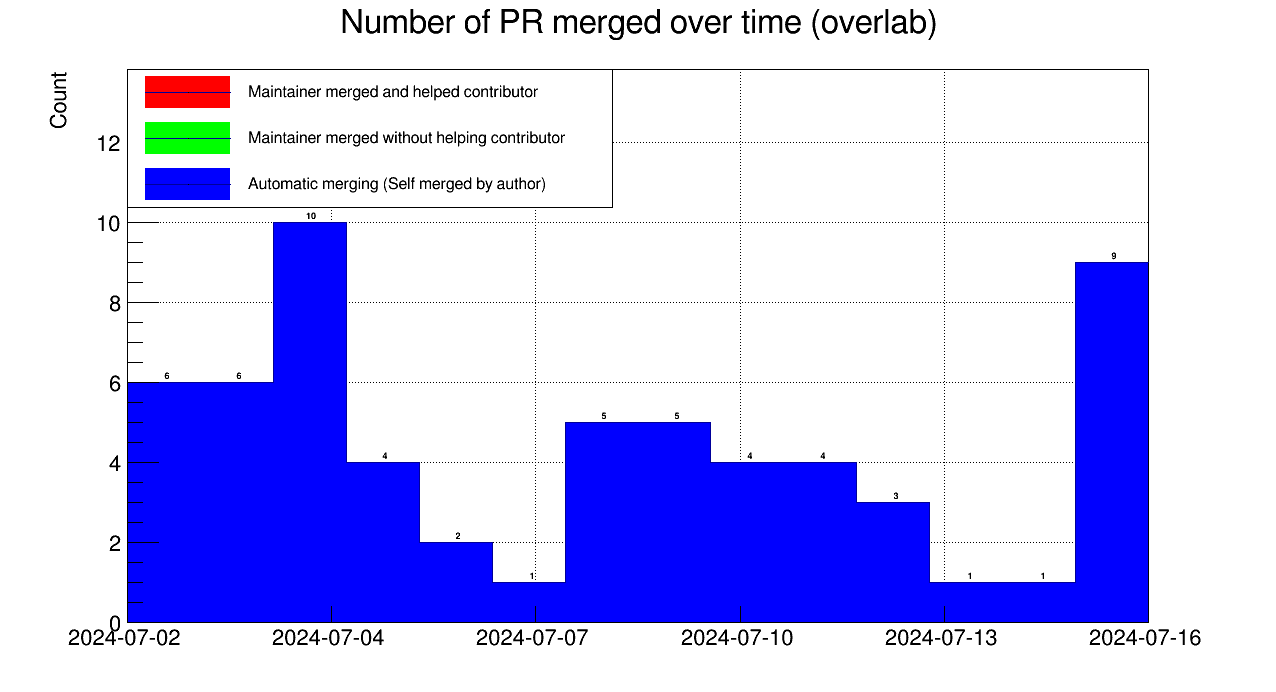 Number of PR merged over time (overlab)
Count
Maintainer merged and helped contributor
Maintainer merged without helping contributor
Automatic merging (Self merged by author)
12
10
8
6
4
2
0
6 6 10 4 2 1 5 5 4 4 3 1 1 9
2024-07-02 2024-07-04 2024-07-07 2024-07-10 2024-07-13 2024-07-16